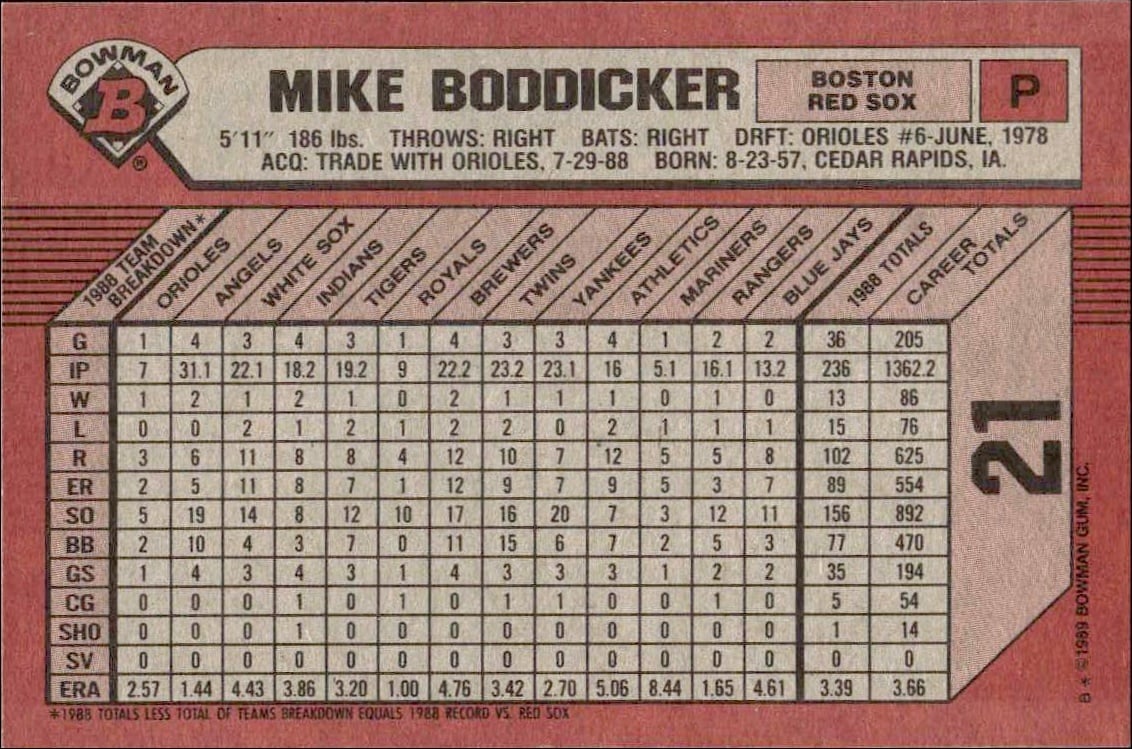 BOWMAN
B
®
MIKE BODDICKER
BOSTON
RED SOX
P
5'11" 186 lbs. THROWS: RIGHT BATS: RIGHT DRFT: ORIOLES #6-JUNE, 1978
ACQ: TRADE WITH ORIOLES, 7-29-88 BORN: 8-23-57, CEDAR RAPIDS, IA.
1988 TEAM BREAKDOWN* ORIOLES ANGELS WHITE SOX INDIANS TIGERS ROYALS BREWERS TWINS YANKEES ATHLETICS MARINERS RANGERS BLUE JAYS 1988 TOTALS CAREER TOTALS
G 1 4 3 4 3 1 4 3 3 4 1 2 2 36 205
IP 7 31.1 22.1 18.2 19.2 9 22.2 23.2 23.1 16 5.1 16.1 13.2 236 1362.2
W 1 2 1 2 1 0 2 1 1 1 0 1 0 13 86
L 0 0 2 1 2 1 2 2 0 2 1 1 1 15 76
R 3 6 11 8 8 4 12 10 7 12 5 5 8 102 625
ER 2 5 11 8 7 1 12 9 7 9 5 3 7 89 554
SO 5 19 14 8 12 10 17 16 20 7 3 12 11 156 892
BB 2 10 4 3 7 0 11 15 6 7 2 5 3 77 470
GS 1 4 3 4 3 1 4 3 3 3 1 2 2 35 194
CG 0 0 0 1 0 1 0 1 1 0 0 1 0 5 54
SHO 0 0 0 1 0 0 0 0 0 0 0 0 0 1 14
SV 0 0 0 0 0 0 0 0 0 0 0 0 0 0 0
ERA 2.57 1.44 4.43 3.86 3.20 1.00 4.76 3.42 2.70 5.06 8.44 1.65 4.61 3.39 3.66
*1988 TOTALS LESS TOTAL OF TEAMS BREAKDOWN EQUALS 1988 RECORD VS. RED SOX
21
B * ©1989 BOWMAN GUM, INC.